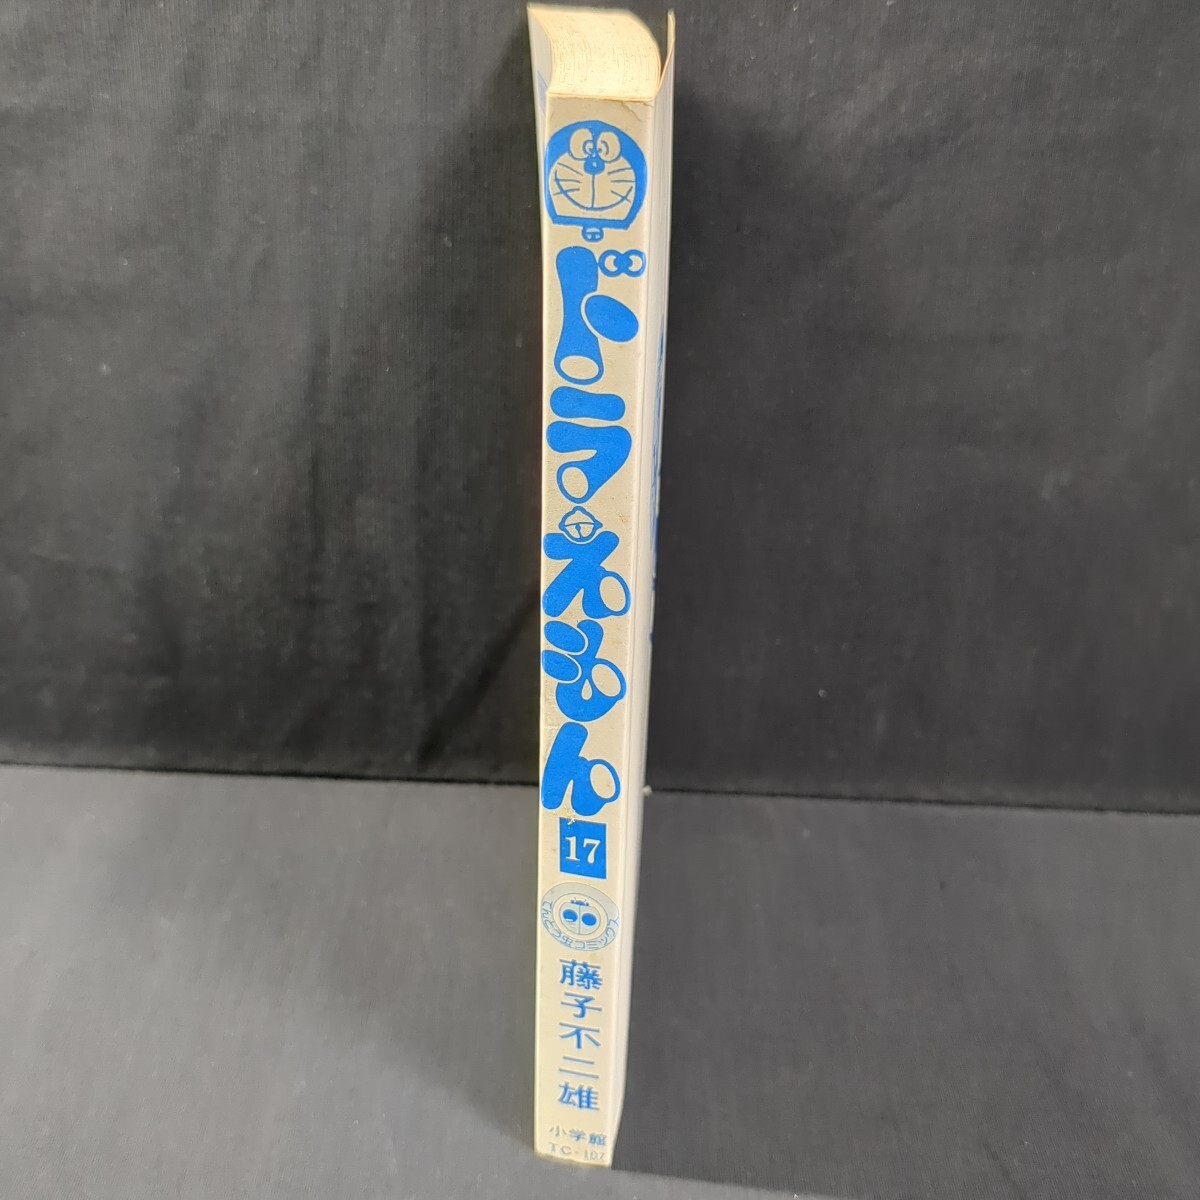 ドラえもん
17
てんとう虫コミックス
藤子不二雄
小学館
TC-107